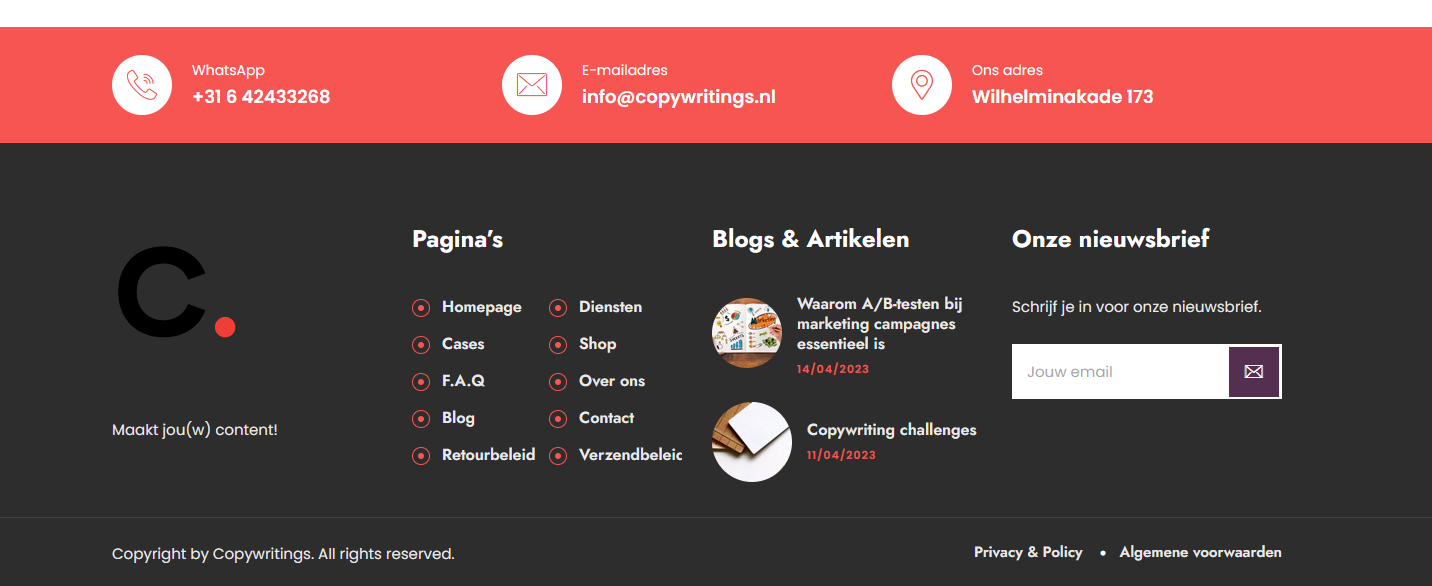 WhatsApp
+31 6 42433268
E-mailadres
info@copywritings.nl
Ons adres
Wilhelminakade 173
C.
Maakt jou(w) content!
Pagina's
Homepage
Cases
F.A.Q
Blog
Retourbeleid
Diensten
Shop
Over ons
Contact
Verzendbeleid
Blogs & Artikelen
Waarom A/B-testen bij
marketing campagnes
essentieel is
14/04/2023
Copywriting challenges
11/04/2023
Onze nieuwsbrief
Schrijf je in voor onze nieuwsbrief.
Jouw email
Copyright by Copywritings. All rights reserved.
Privacy & Policy • Algemene voorwaarden